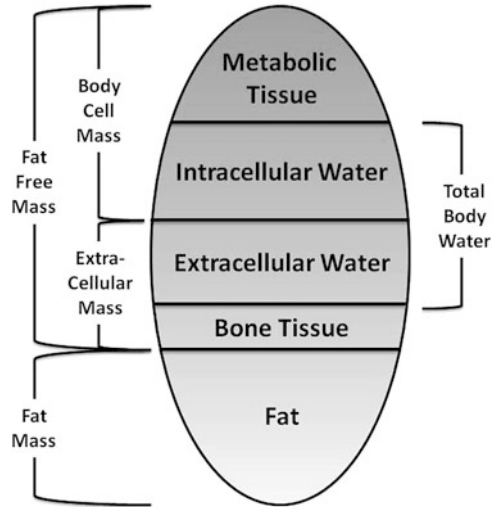 Metabolic
Tissue
Intracellular Water
Extracellular Water
Bone Tissue
Fat
Body
Cell
Mass
Fat
Free
Mass
Extra-
Cellular
Mass
Fat
Mass
Total
Body
Water